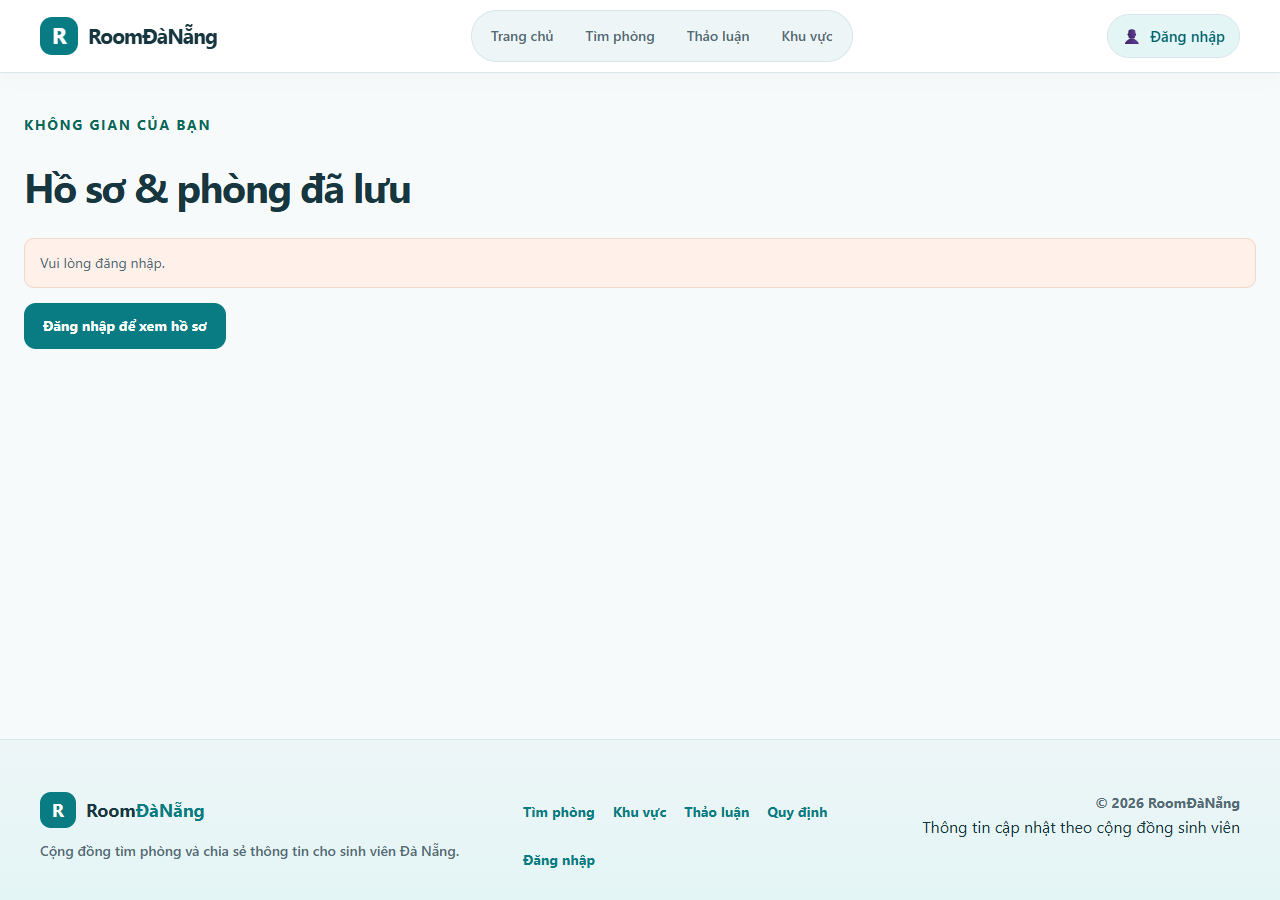 R RoomĐàNẵng
Trang chủ Tìm phòng Thảo luận Khu vực
Đăng nhập
KHÔNG GIAN CỦA BẠN
Hồ sơ & phòng đã lưu
Vui lòng đăng nhập.
Đăng nhập để xem hồ sơ
R RoomĐàNẵng
Cộng đồng tìm phòng và chia sẻ thông tin cho sinh viên Đà Nẵng.
Tìm phòng Khu vực Thảo luận Quy định
Đăng nhập
© 2026 RoomĐàNẵng
Thông tin cập nhật theo cộng đồng sinh viên